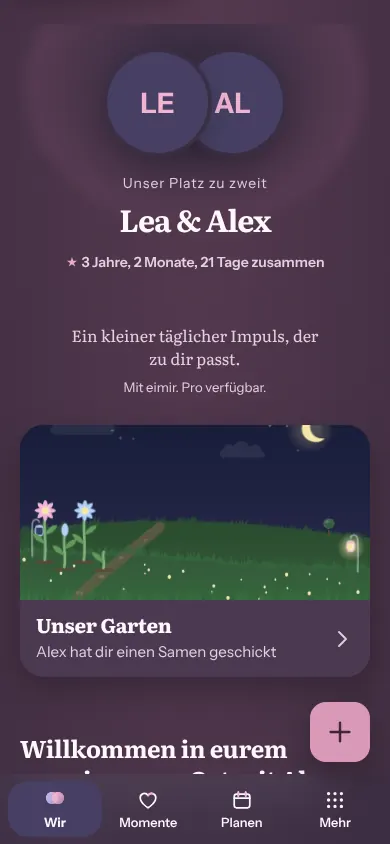 LE AL
Unser Platz zu zweit
Lea & Alex
★ 3 Jahre, 2 Monate, 21 Tage zusammen
Ein kleiner täglicher Impuls, der
zu dir passt.
Mit eimir. Pro verfügbar.
Unser Garten
Alex hat dir einen Samen geschickt
Willkommen in eurem
Wir
Momente
Planen
Mehr